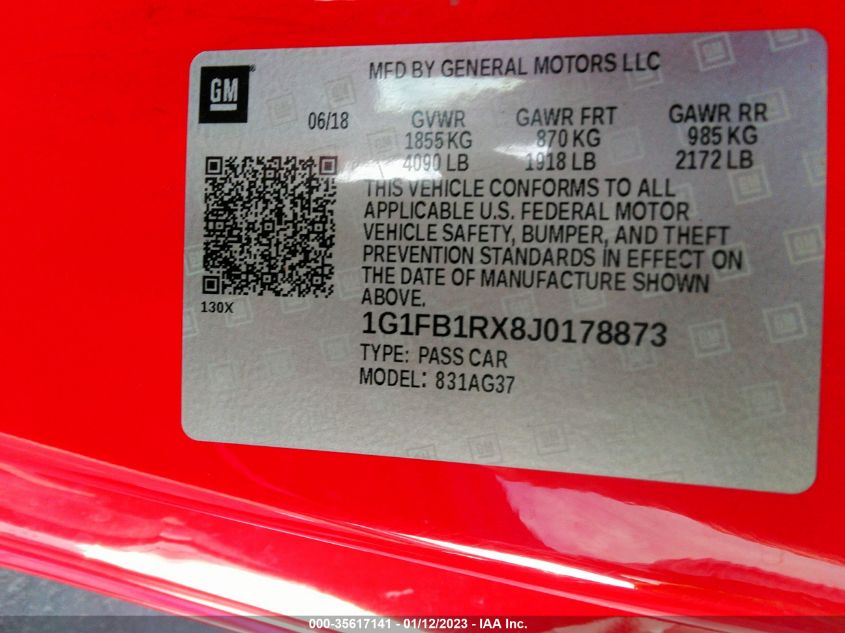 GM®
MFD BY GENERAL MOTORS LLC
06/18 GVWR GAWR FRT GAWR RR
1855 KG 870 KG 985 KG
4090 LB 1918 LB 2172 LB
THIS VEHICLE CONFORMS TO ALL
APPLICABLE U.S. FEDERAL MOTOR
VEHICLE SAFETY, BUMPER, AND THEFT
PREVENTION STANDARDS IN EFFECT ON
THE DATE OF MANUFACTURE SHOWN
ABOVE.
130X
1G1FB1RX8J0178873
TYPE: PASS CAR
MODEL: 831AG37
000-35617141 - 01/12/2023 - IAA Inc.